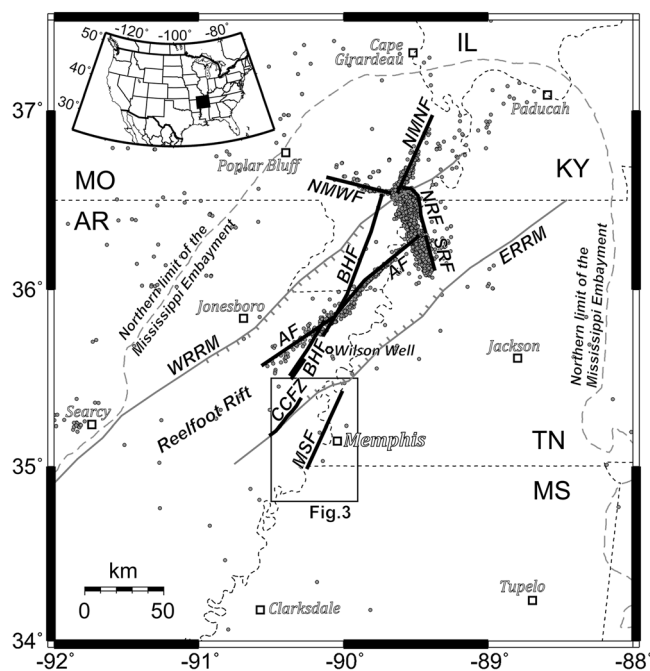 50°
-120°
-100°
-80°
40°
30°
Cape
Girardeau
IL
37°
Paducah
NMNF
Poplar Bluff
MO
NMWF
KY
AR
NRF
SRF
Northern limit of the
Mississippi Embayment
BHF
AF
ERRM
Northern limit of the
Mississippi Embayment
36°
Jonesboro
AF
BHF
Wilson Well
Jackson
WRRM
CCFZ
Reelfoot Rift
Searcy
MSF
Memphis
TN
35°
MS
Fig.3
km
0
50
Clarksdale
Tupelo
34°
-92°
-91°
-90°
-89°
-88°